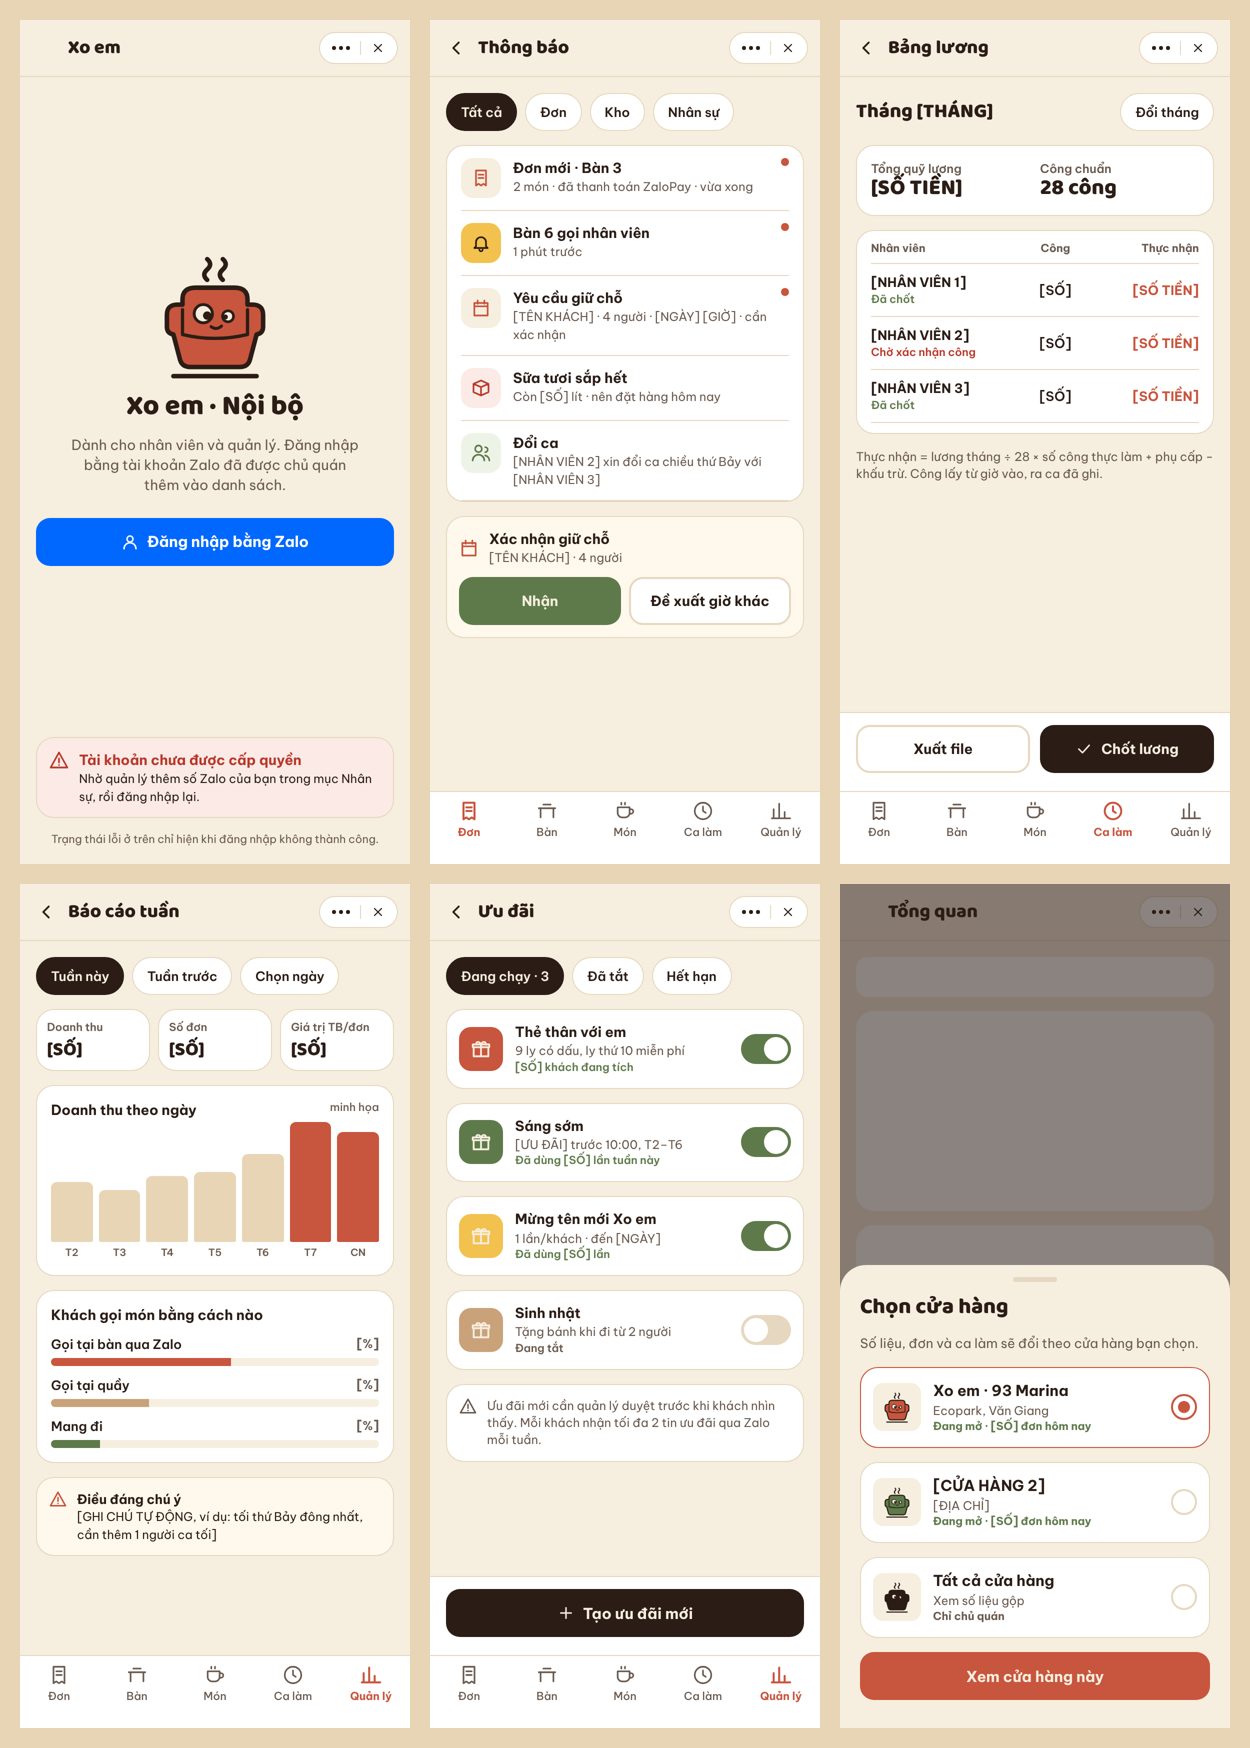 Xo em
Xo em · Nội bộ
Dành cho nhân viên và quản lý. Đăng nhập
bằng tài khoản Zalo đã được chủ quán
thêm vào danh sách.
Đăng nhập bằng Zalo
Tài khoản chưa được cấp quyền
Nhờ quản lý thêm số Zalo của bạn trong mục Nhân
sự, rồi đăng nhập lại.
Trạng thái lỗi ở trên chỉ hiện khi đăng nhập không thành công.
Thông báo
Tất cả
Đơn
Kho
Nhân sự
Đơn mới · Bàn 3
2 món · đã thanh toán ZaloPay · vừa xong
Bàn 6 gọi nhân viên
1 phút trước
Yêu cầu giữ chỗ
[TÊN KHÁCH] · 4 người · [NGÀY] [GIỜ] · cần
xác nhận
Sữa tươi sắp hết
Còn [SỐ] lít · nên đặt hàng hôm nay
Đổi ca
[NHÂN VIÊN 2] xin đổi ca chiều thứ Bảy với
[NHÂN VIÊN 3]
Xác nhận giữ chỗ
[TÊN KHÁCH] · 4 người
Nhận
Đề xuất giờ khác
Đơn
Bàn
Món
Ca làm
Quản lý
Bảng lương
Tháng [THÁNG]
Đổi tháng
Tổng quỹ lương
[SỐ TIỀN]
Công chuẩn
28 công
Nhân viên
Công
Thực nhận
[NHÂN VIÊN 1]
Đã chốt
[SỐ]
[SỐ TIỀN]
[NHÂN VIÊN 2]
Chờ xác nhận công
[SỐ]
[SỐ TIỀN]
[NHÂN VIÊN 3]
Đã chốt
[SỐ]
[SỐ TIỀN]
Thực nhận = lương tháng ÷ 28 × số công thực làm + phụ cấp −
khấu trừ. Công lấy từ giờ vào, ra ca đã ghi.
Xuất file
Chốt lương
Đơn
Bàn
Món
Ca làm
Quản lý
Báo cáo tuần
Tuần này
Tuần trước
Chọn ngày
Doanh thu
[SỐ]
Số đơn
[SỐ]
Giá trị TB/đơn
[SỐ]
Doanh thu theo ngày
minh họa
T2
T3
T4
T5
T6
T7
CN
Khách gọi món bằng cách nào
Gọi tại bàn qua Zalo
[%]
Gọi tại quầy
[%]
Mang đi
[%]
Điều đáng chú ý
[GHI CHÚ TỰ ĐỘNG, ví dụ: tối thứ Bảy đông nhất,
cần thêm 1 người ca tối]
Đơn
Bàn
Món
Ca làm
Quản lý
Ưu đãi
Đang chạy · 3
Đã tắt
Hết hạn
Thẻ thân với em
9 ly có dấu, ly thứ 10 miễn phí
[SỐ] khách đang tích
Sáng sớm
[ƯU ĐÃI] trước 10:00, T2–T6
Đã dùng [SỐ] lần tuần này
Mừng tên mới Xo em
1 lần/khách · đến [NGÀY]
Đã dùng [SỐ] lần
Sinh nhật
Tặng bánh khi đi từ 2 người
Đang tắt
Ưu đãi mới cần quản lý duyệt trước khi khách nhìn
thấy. Mỗi khách nhận tối đa 2 tin ưu đãi qua Zalo
mỗi tuần.
Tạo ưu đãi mới
Đơn
Bàn
Món
Ca làm
Quản lý
Tổng quan
Chọn cửa hàng
Số liệu, đơn và ca làm sẽ đổi theo cửa hàng bạn chọn.
Xo em · 93 Marina
Ecopark, Văn Giang
Đang mở · [SỐ] đơn hôm nay
[CỬA HÀNG 2]
[ĐỊA CHỈ]
Đang mở · [SỐ] đơn hôm nay
Tất cả cửa hàng
Xem số liệu gộp
Chỉ chủ quán
Xem cửa hàng này